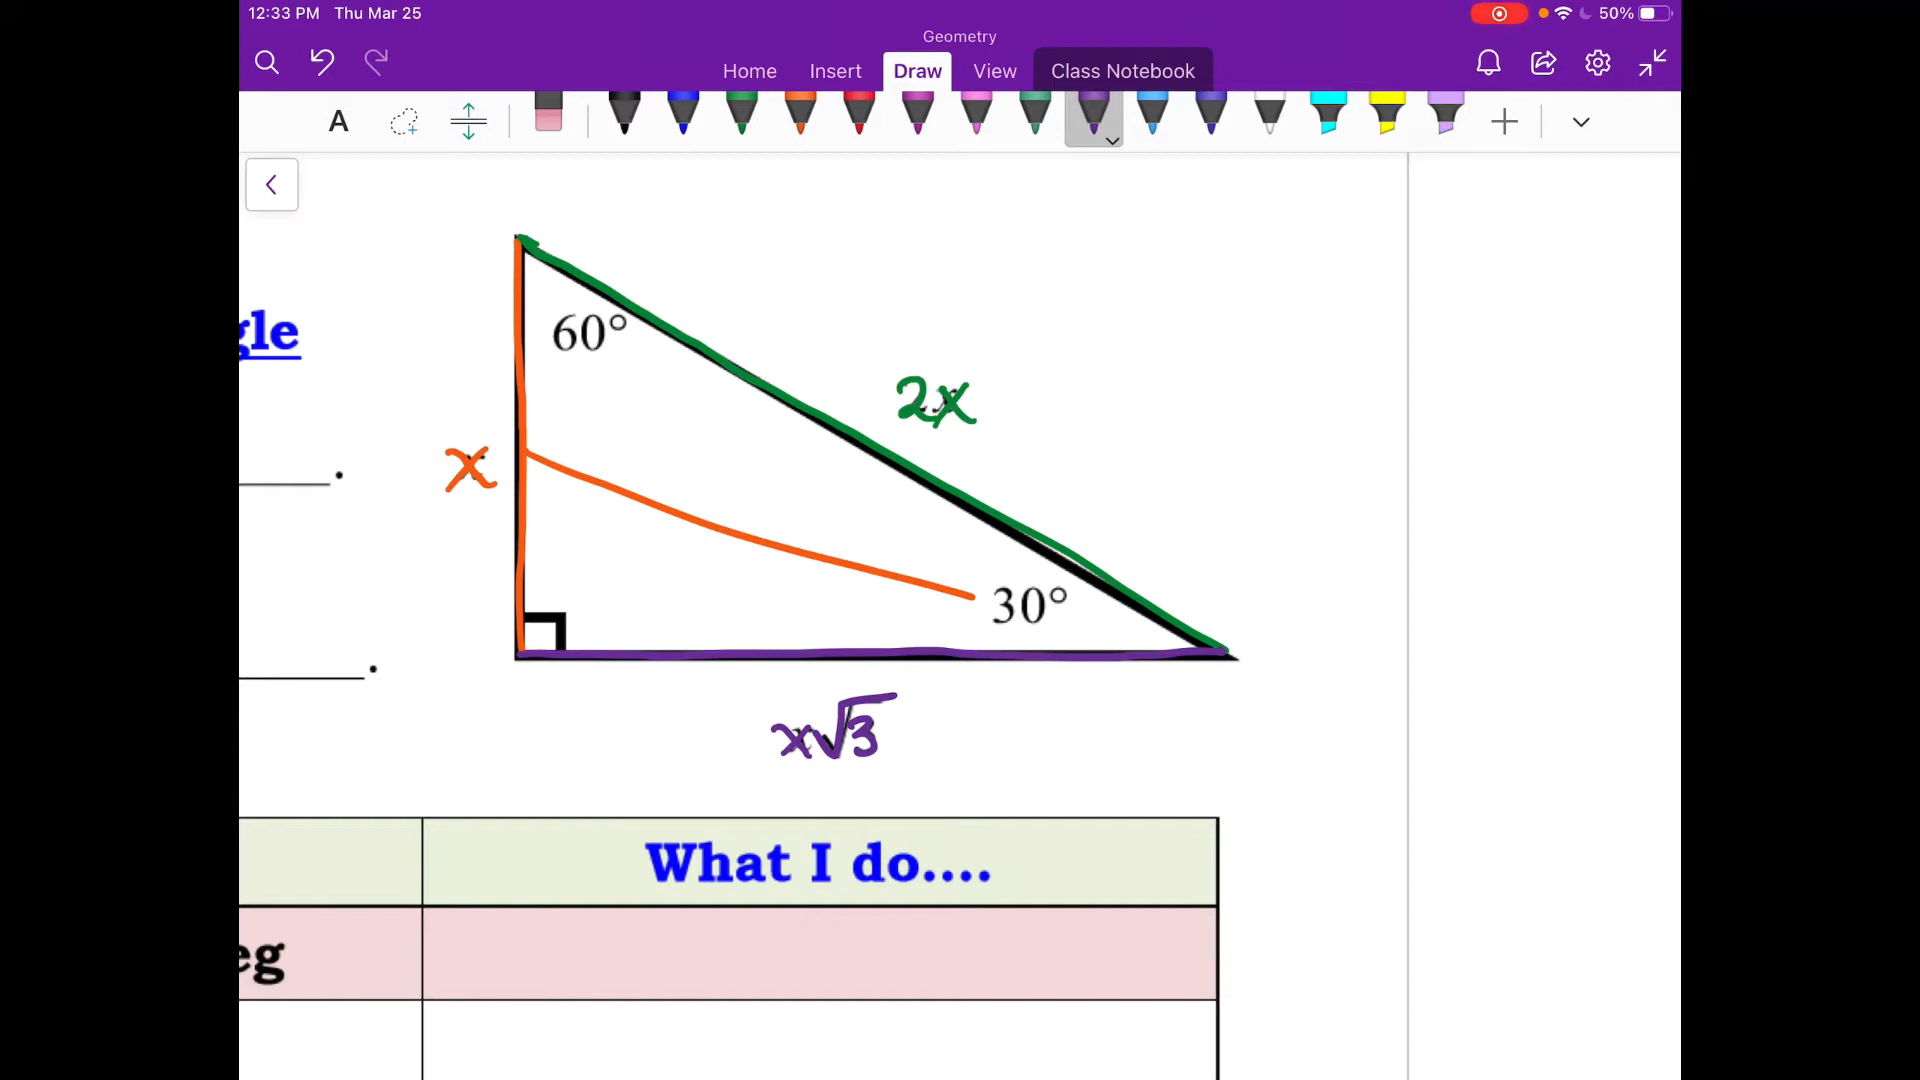 12:33 PM Thu Mar 25
50%
Geometry
Home Insert Draw View Class Notebook
A
gle
60°
2x
x
.
30°
.
x√3
What I do....
eg